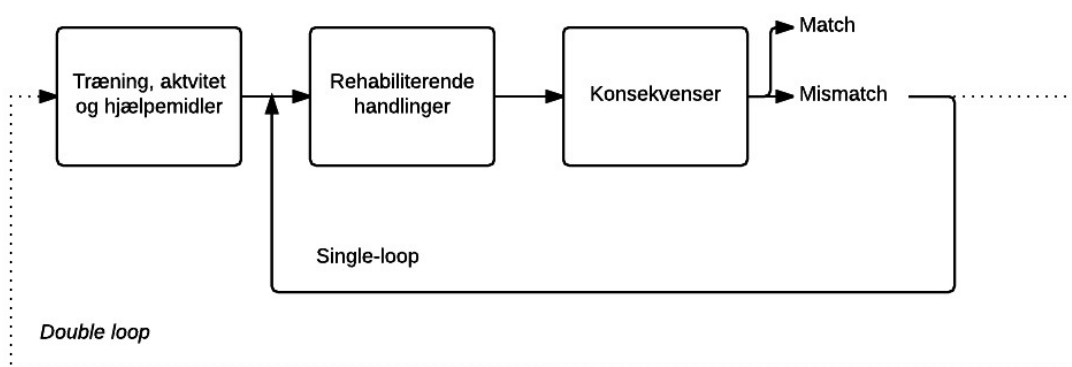 Træning, aktvitet
og hjælpemidler
Rehabiliterende
handlinger
Konsekvenser
Match
Mismatch
Single-loop
Double loop